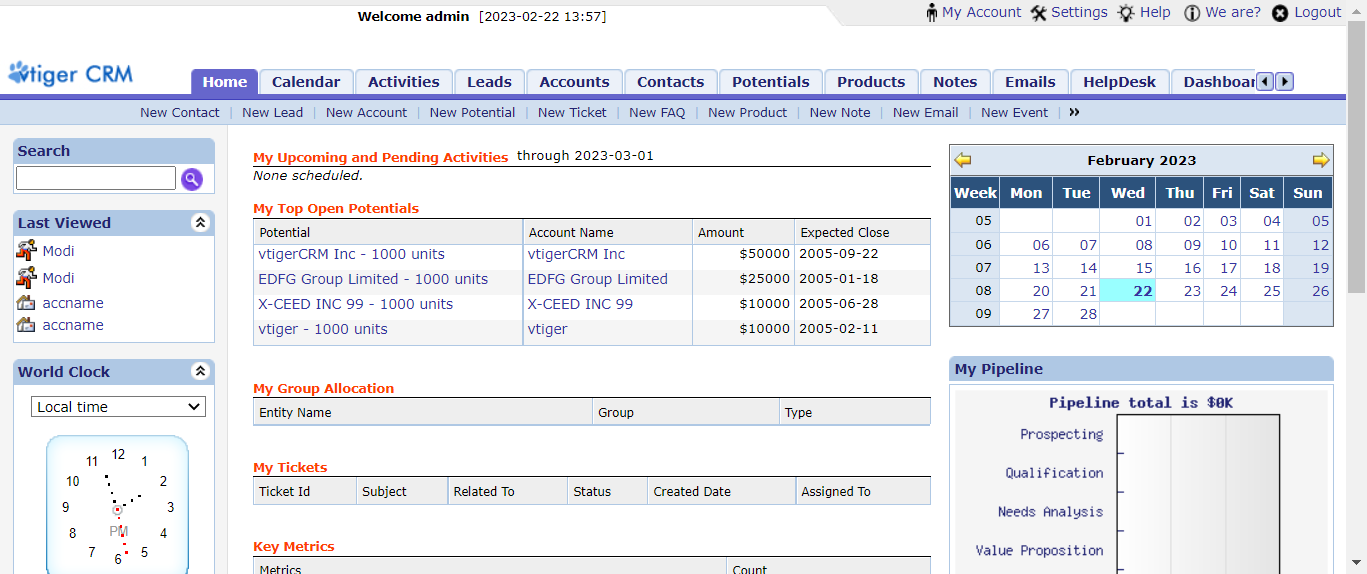 Welcome admin [2023-02-22 13:57]
My Account Settings Help We are? Logout
vtiger CRM
Home Calendar Activities Leads Accounts Contacts Potentials Products Notes Emails HelpDesk Dashboar
New Contact | New Lead | New Account | New Potential | New Ticket | New FAQ | New Product | New Note | New Email | New Event | »
Search
Last Viewed
Modi
Modi
accname
accname
World Clock
Local time
12
11 1
10 2
9 3
PM
8 4
7 5
6
My Upcoming and Pending Activities through 2023-03-01
None scheduled.
My Top Open Potentials
Potential Account Name Amount Expected Close
vtigerCRM Inc - 1000 units vtigerCRM Inc $50000 2005-09-22
EDFG Group Limited - 1000 units EDFG Group Limited $25000 2005-01-18
X-CEED INC 99 - 1000 units X-CEED INC 99 $10000 2005-06-28
vtiger - 1000 units vtiger $10000 2005-02-11
My Group Allocation
Entity Name Group Type
My Tickets
Ticket Id Subject Related To Status Created Date Assigned To
Key Metrics
Metrics Count
February 2023
Week Mon Tue Wed Thu Fri Sat Sun
05 01 02 03 04 05
06 06 07 08 09 10 11 12
07 13 14 15 16 17 18 19
08 20 21 22 23 24 25 26
09 27 28
My Pipeline
Pipeline total is $0K
Prospecting
Qualification
Needs Analysis
Value Proposition